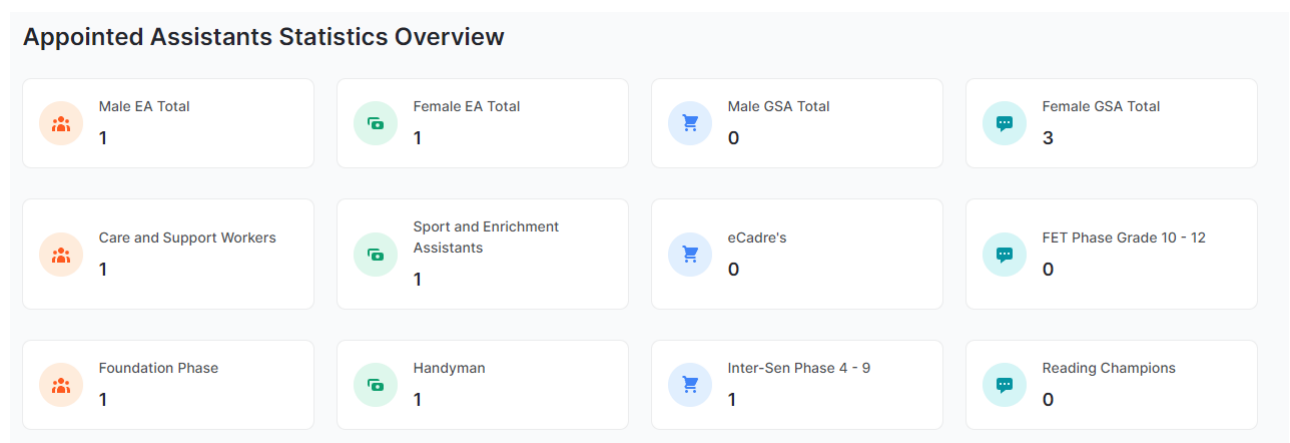 Appointed Assistants Statistics Overview
Male EA Total
1
Female EA Total
1
Male GSA Total
0
Female GSA Total
3
Care and Support Workers
1
Sport and Enrichment
Assistants
1
eCadre's
0
FET Phase Grade 10 - 12
0
Foundation Phase
1
Handyman
1
Inter-Sen Phase 4 - 9
1
Reading Champions
0